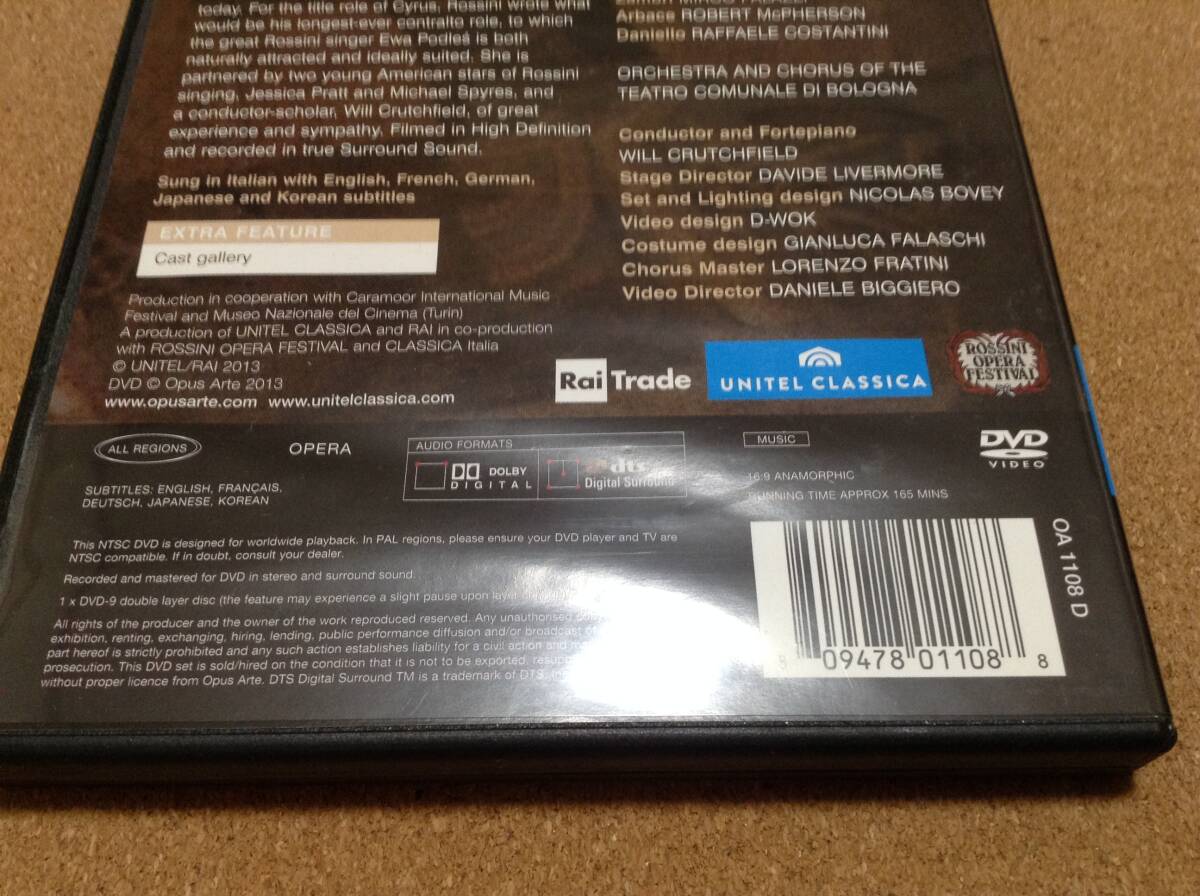 today. For the title role of Cyrus, Rossini wrote what
would be his longest-ever contralto role, to which
the great Rossini singer Ewa Podleś is both
naturally attracted and ideally suited. She is
partnered by two young American stars of Rossini
singing, Jessica Pratt and Michael Spyres, and
a conductor-scholar, Will Crutchfield, of great
experience and sympathy. Filmed in High Definition
and recorded in true Surround Sound.
Sung in Italian with English, French, German,
Japanese and Korean subtitles
EXTRA FEATURE
Cast gallery
Production in cooperation with Caramoor International Music
Festival and Museo Nazionale del Cinema (Turin)
A production of UNITEL CLASSICA and RAI in co-production
with ROSSINI OPERA FESTIVAL and CLASSICA Italia
© UNITEL/RAI 2013
DVD © Opus Arte 2013
www.opusarte.com www.unitelclassica.com
Arbace ROBERT McPHERSON
Daniello RAFFAELE COSTANTINI
ORCHESTRA AND CHORUS OF THE
TEATRO COMUNALE DI BOLOGNA
Conductor and Fortepiano
WILL CRUTCHFIELD
Stage Director DAVIDE LIVERMORE
Set and Lighting design NICOLAS BOVEY
Video design D-WOK
Costume design GIANLUCA FALASCHI
Chorus Master LORENZO FRATINI
Video Director DANIELE BIGGIERO
Rai Trade
UNITEL CLASSICA
ROSSINI
OPERA
FESTIVAL
ALL REGIONS
OPERA
AUDIO FORMATS
DOLBY
DIGITAL
dts
Digital Surround
MUSIC
DVD
VIDEO
SUBTITLES: ENGLISH, FRANÇAIS,
DEUTSCH, JAPANESE, KOREAN
16:9 ANAMORPHIC
RUNNING TIME APPROX 165 MINS
This NTSC DVD is designed for worldwide playback. In PAL regions, please ensure your DVD player and TV are
NTSC compatible. If in doubt, consult your dealer.
Recorded and mastered for DVD in stereo and surround sound.
1 x DVD-9 double layer disc (the feature may experience a slight pause upon layer
All rights of the producer and the owner of the work reproduced reserved. Any unauthorised
exhibition, renting, exchanging, hiring, lending, public performance diffusion and/or broadcast of
part hereof is strictly prohibited and any such action establishes liability for a civil action and
prosecution. This DVD set is sold/hired on the condition that it is not to be exported,
without proper licence from Opus Arte. DTS Digital Surround TM is a trademark of DTS,
OA 1108 D
8 09478 01108 8